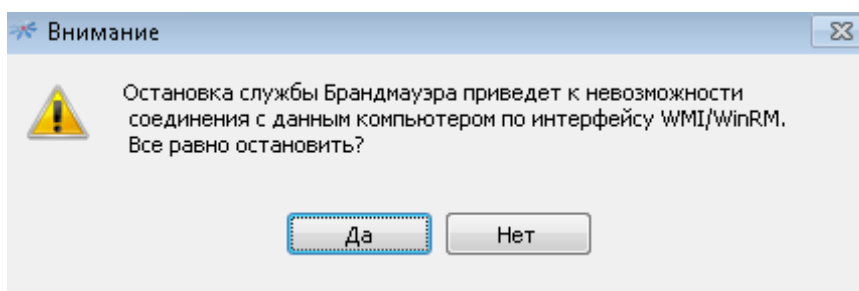 Внимание
Остановка службы Брандмауэра приведет к невозможности
соединения с данным компьютером по интерфейсу WMI/WinRM.
Все равно остановить?
Да
Нет